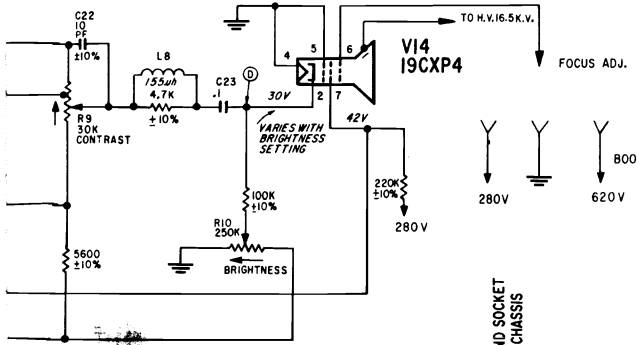 C22
10
PF
±10%
L8
155uh
4.7K
±10%
C23
.1
D
30V
VARIES WITH
BRIGHTNESS
SETTING
4
5
6
2
7
42V
TO H.V. 16.5 K.V.
V14
19CXP4
FOCUS ADJ.
R9
30K
CONTRAST
100K
±10%
220K
±10%
280V
R10
250K
BRIGHTNESS
5600
±10%
280V
620V
800
ND SOCKET
CHASSIS